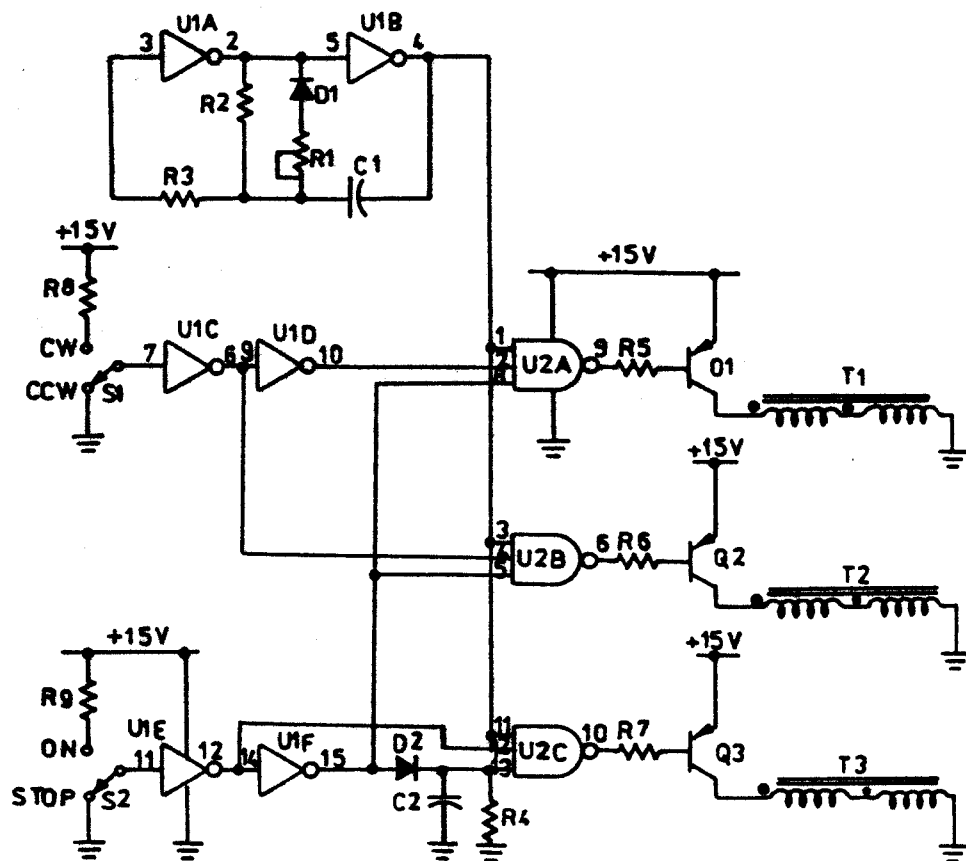 U1A
U1B
3 2 5 4
R2
D1
R1
C1
R3
+15V
R8
CW
CCW
S1
7
U1C
6 9
U1D
10
+15V
1
2
8
U2A
9 R5
O1
T1
+15V
3
4
5
U2B
6 R6
Q2
T2
+15V
R9
ON
STOP
S2
11
U1E
12 14
U1F
15
D2
C2
R4
11
12
13
U2C
10 R7
+15V
Q3
T3